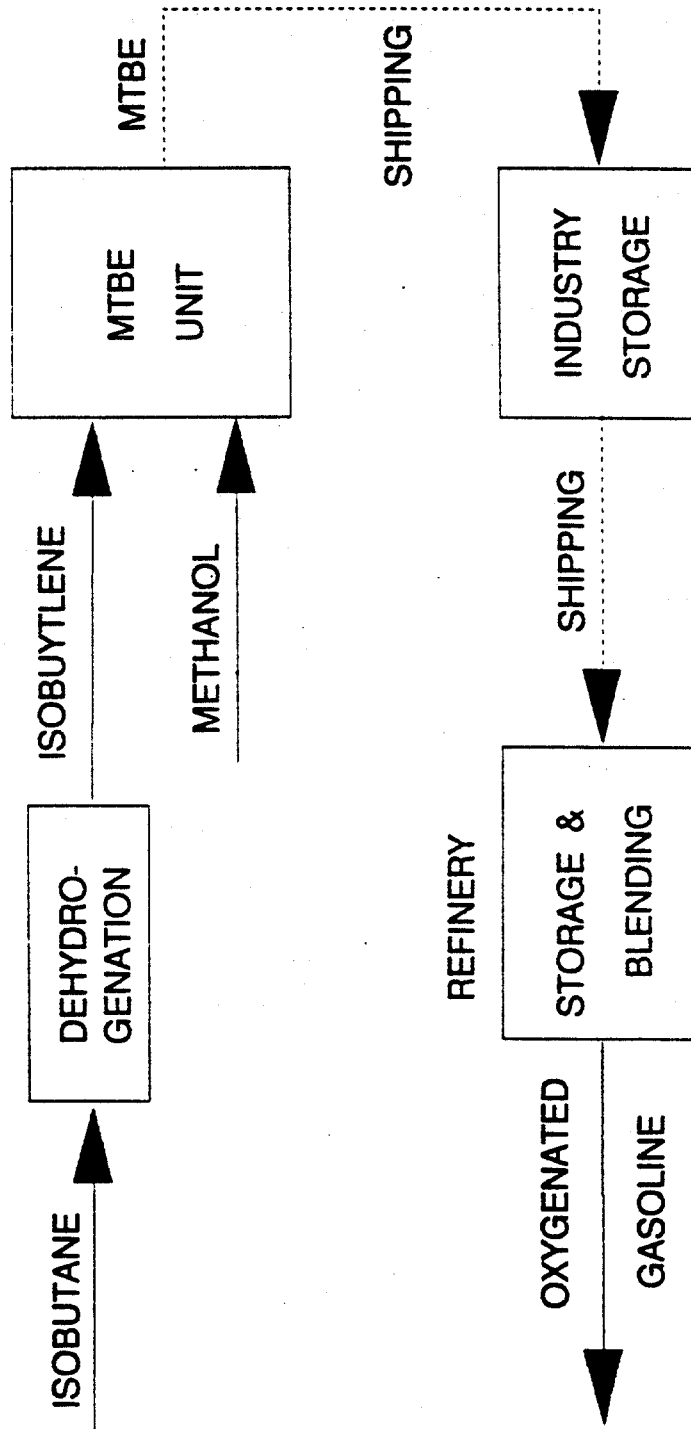 ISOBUTANE
DEHYDRO-
GENATION
ISOBUYTLENE
METHANOL
MTBE
UNIT
MTBE
SHIPPING
INDUSTRY
STORAGE
SHIPPING
REFINERY
STORAGE &
BLENDING
OXYGENATED
GASOLINE